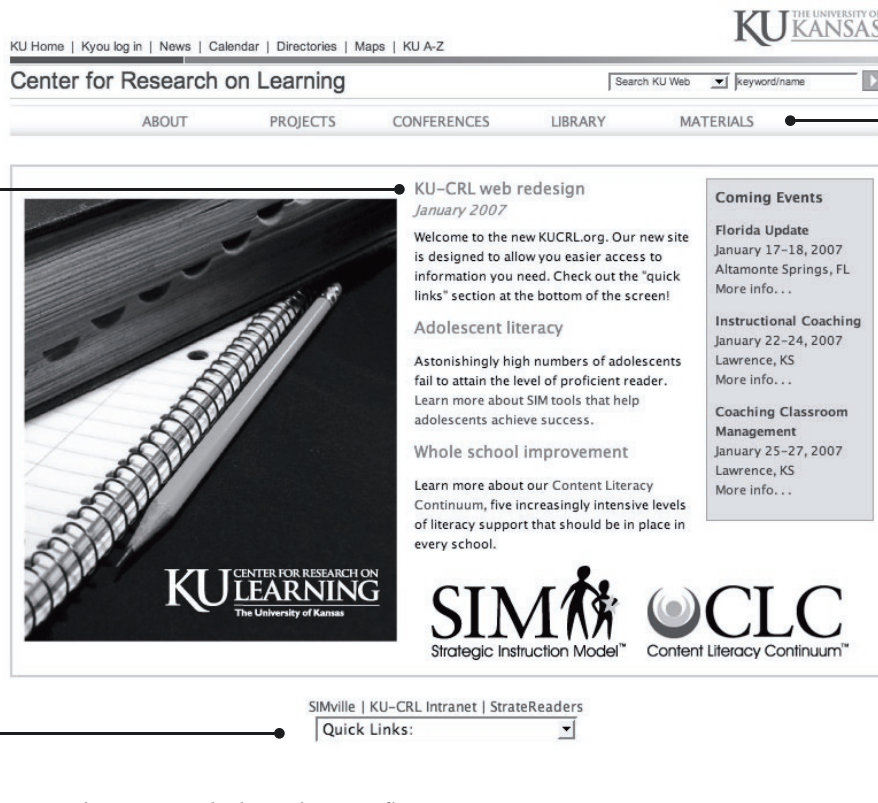 KU THE UNIVERSITY OF KANSAS
KU Home | Kyou log in | News | Calendar | Directories | Maps | KU A-Z
Center for Research on Learning
Search KU Web
keyword/name
ABOUT PROJECTS CONFERENCES LIBRARY MATERIALS
KU-CRL web redesign
January 2007
Welcome to the new KUCRL.org. Our new site
is designed to allow you easier access to
information you need. Check out the "quick
links" section at the bottom of the screen!
Adolescent literacy
Astonishingly high numbers of adolescents
fail to attain the level of proficient reader.
Learn more about SIM tools that help
adolescents achieve success.
Whole school improvement
Learn more about our Content Literacy
Continuum, five increasingly intensive levels
of literacy support that should be in place in
every school.
Coming Events
Florida Update
January 17-18, 2007
Altamonte Springs, FL
More info. . .
Instructional Coaching
January 22-24, 2007
Lawrence, KS
More info. . .
Coaching Classroom
Management
January 25-27, 2007
Lawrence, KS
More info. . .
KU CENTER FOR RESEARCH ON
LEARNING
The University of Kansas
SIM
Strategic Instruction Model™
CLC
Content Literacy Continuum™
SIMville | KU-CRL Intranet | StrateReaders
Quick Links: